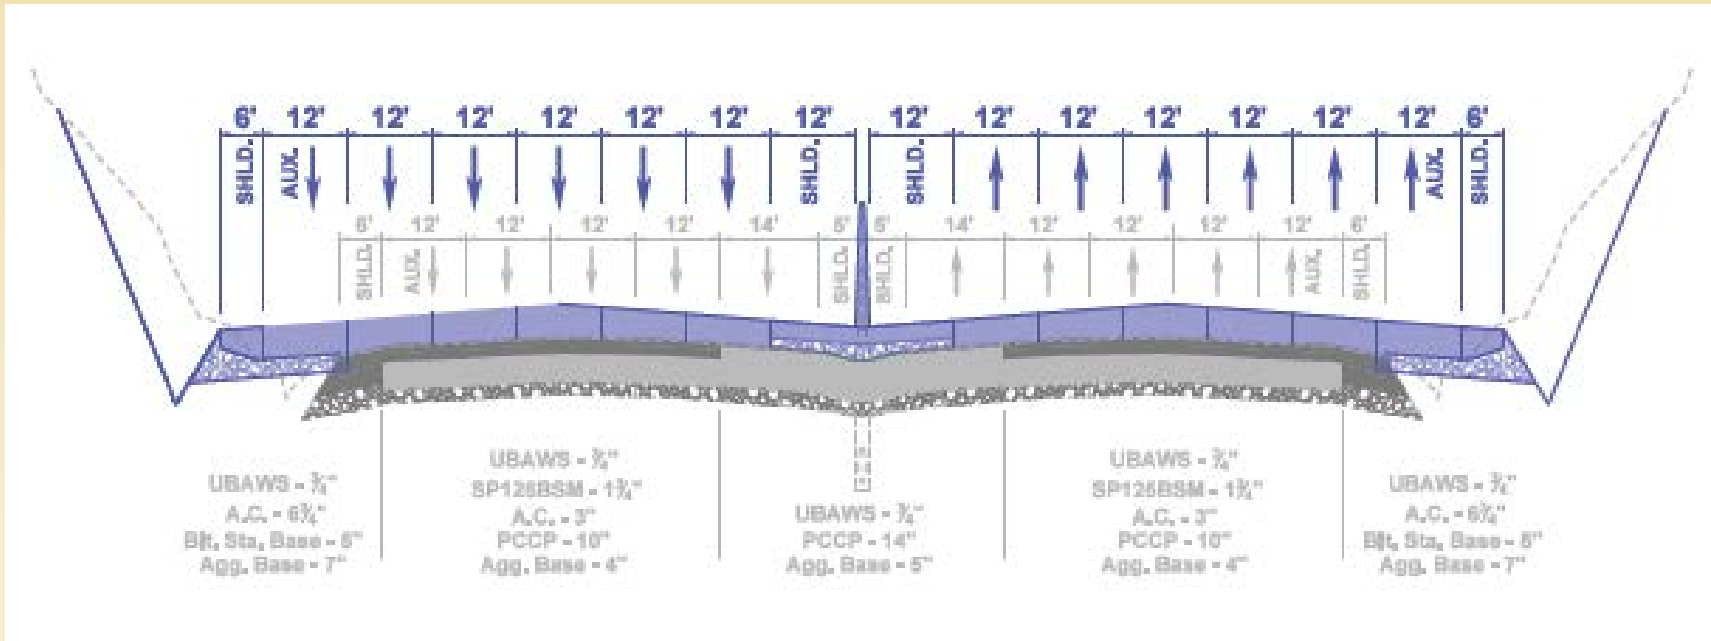 6' 12' 12' 12' 12' 12' 12' 12' 12' 12' 12' 12' 12' 12' 12' 6'
SHLD. AUX. SHLD. SHLD. AUX. SHLD.
6' 12' 12' 12' 12' 14' 5' 5' 14' 12' 12' 12' 12' 6'
SHLD. AUX. SHLD. SHLD. AUX. SHLD.
UBAWS - ¾"
A.C. - 6¾"
Bit. Sta. Base - 6"
Agg. Base - 7"
UBAWS - ¾"
SP125BSM - 1¾"
A.C. - 3"
PCCP - 10"
Agg. Base - 4"
UBAWS - ¾"
PCCP - 14"
Agg. Base - 5"
UBAWS - ¾"
SP125BSM - 1¾"
A.C. - 3"
PCCP - 10"
Agg. Base - 4"
UBAWS - ¾"
A.C. - 6¾"
Bit. Sta. Base - 6"
Agg. Base - 7"